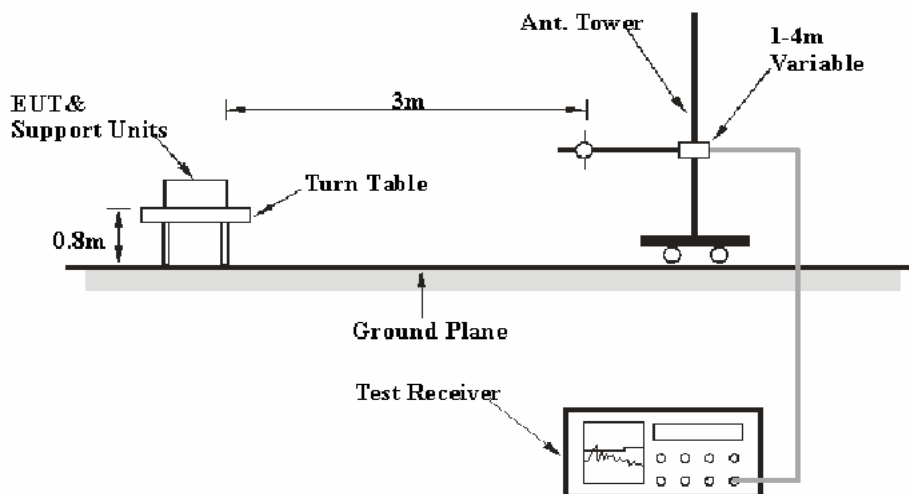 Ant. Tower
1-4m
Variable
3m
EUT&
Support Units
Turn Table
0.8m
Ground Plane
Test Receiver